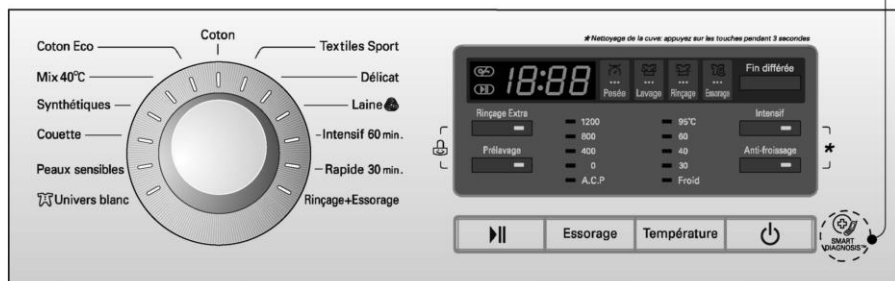 * Nettoyage de la cuve: appuyez sur les touches pendant 3 secondes
Coton
Coton Eco
Textiles Sport
Mix 40°C
Délicat
Synthétiques
Laine
Couette
Intensif 60 min.
Peaux sensibles
Rapide 30 min.
Univers blanc
Rinçage+Essorage
18:88
Pesée
Lavage
Rinçage
Essorage
Fin différée
Rinçage Extra
Prélavage
1200
800
400
0
A.C.P
95°C
60
40
30
Froid
Intensif
Anti-froissage
*
Essorage
Température
SMART
DIAGNOSIS™